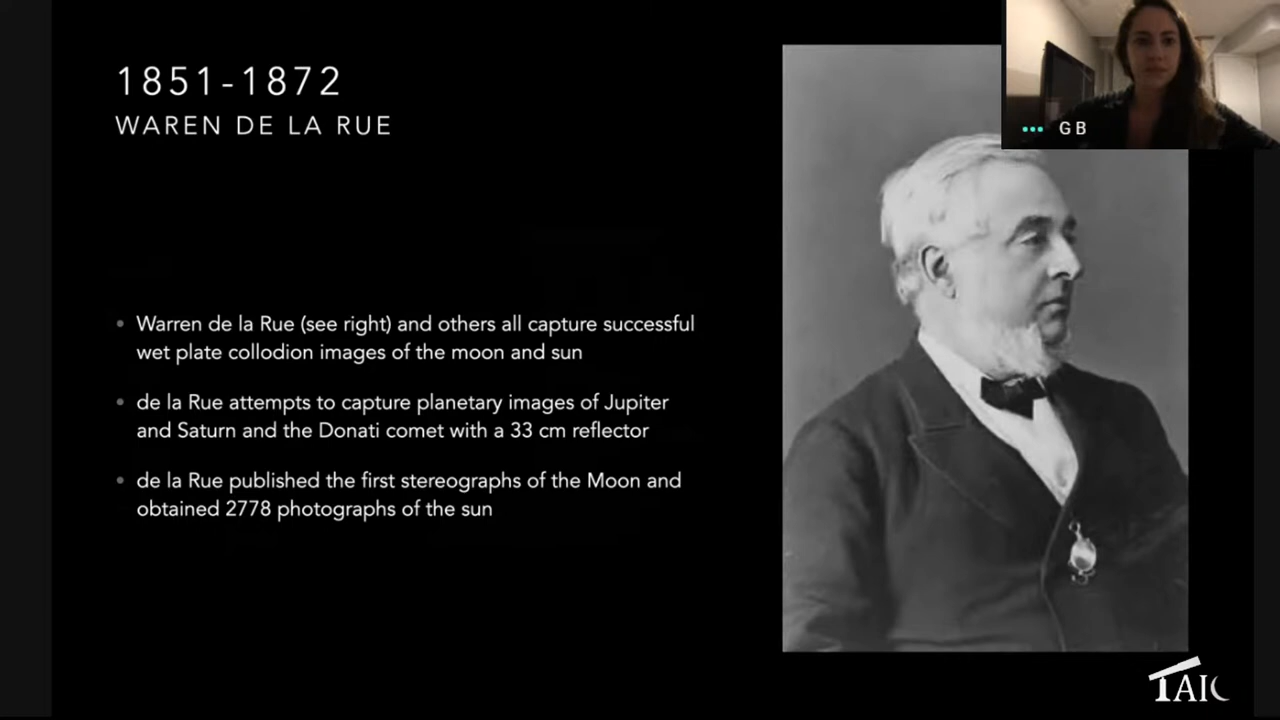 1851-1872
WAREN DE LA RUE
GB
• Warren de la Rue (see right) and others all capture successful
wet plate collodion images of the moon and sun
• de la Rue attempts to capture planetary images of Jupiter
and Saturn and the Donati comet with a 33 cm reflector
• de la Rue published the first stereographs of the Moon and
obtained 2778 photographs of the sun
TAIC